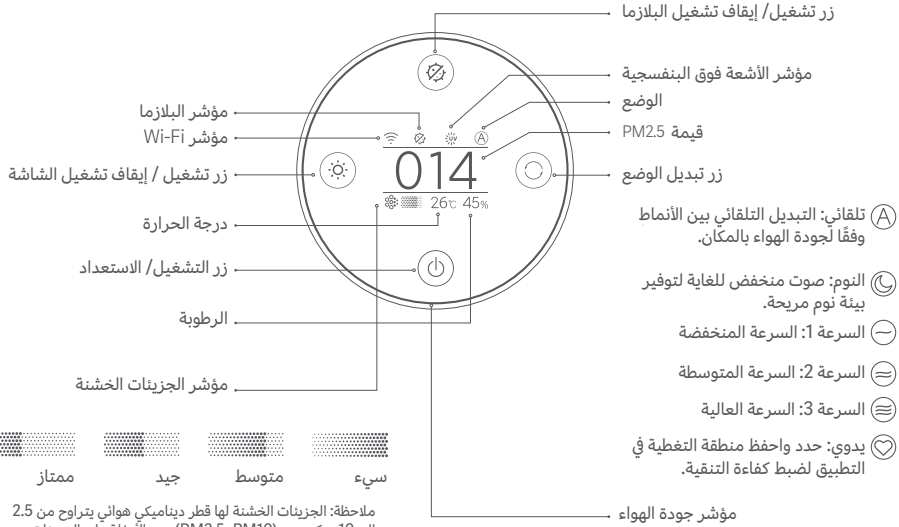 زر تشغيل/ إيقاف تشغيل البلازما
مؤشر الأشعة فوق البنفسجية
الوضع
قيمة PM2.5
زر تبديل الوضع
مؤشر البلازما
مؤشر Wi-Fi
زر تشغيل / إيقاف تشغيل الشاشة
درجة الحرارة
زر التشغيل/ الاستعداد
الرطوبة
مؤشر الجزيئات الخشنة
UV
A
014
26℃ 45%
A تلقائي: التبديل التلقائي بين الأنماط
وفقًا لجودة الهواء بالمكان.
النوم: صوت منخفض للغاية لتوفير
بيئة نوم مريحة.
السرعة 1: السرعة المنخفضة
السرعة 2: السرعة المتوسطة
السرعة 3: السرعة العالية
يدوي: حدد واحفظ منطقة التغطية في
التطبيق لضبط كفاءة التنقية.
سيء
متوسط
جيد
ممتاز
ملاحظة: الجزيئات الخشنة لها قطر ديناميكي هوائي يتراوح من 2.5
مؤشر جودة الهواء